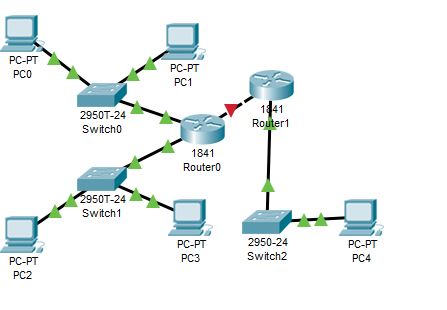 PC-PT
PC0
PC-PT
PC1
2950T-24
Switch0
1841
Router0
1841
Router1
2950T-24
Switch1
PC-PT
PC2
PC-PT
PC3
2950-24
Switch2
PC-PT
PC4